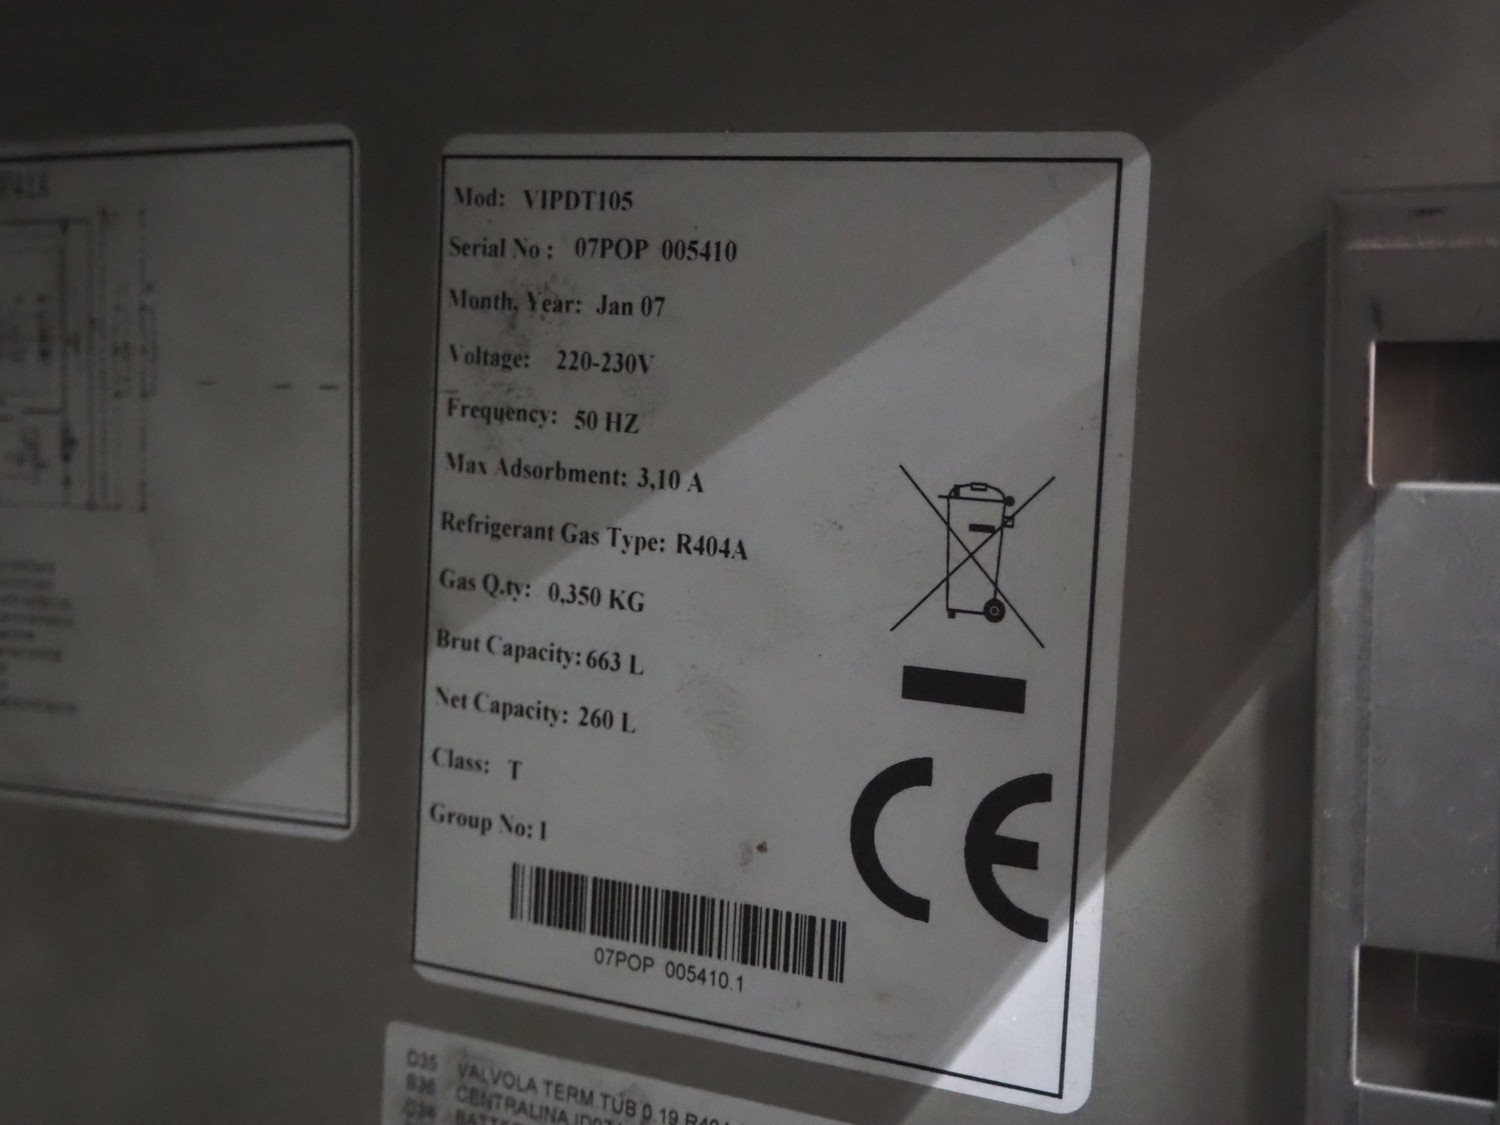 Mod: VIPDT105
Serial No : 07POP 005410
Month, Year: Jan 07
Voltage: 220-230V
Frequency: 50 HZ
Max Adsorbment: 3,10 A
Refrigerant Gas Type: R404A
Gas Q.ty: 0,350 KG
Brut Capacity: 663 L
Net Capacity: 260 L
Class: T
Group No: I
CE
07POP 005410.1
D35 VALVOLA TERM.TUB 0.19
CENTRALINA